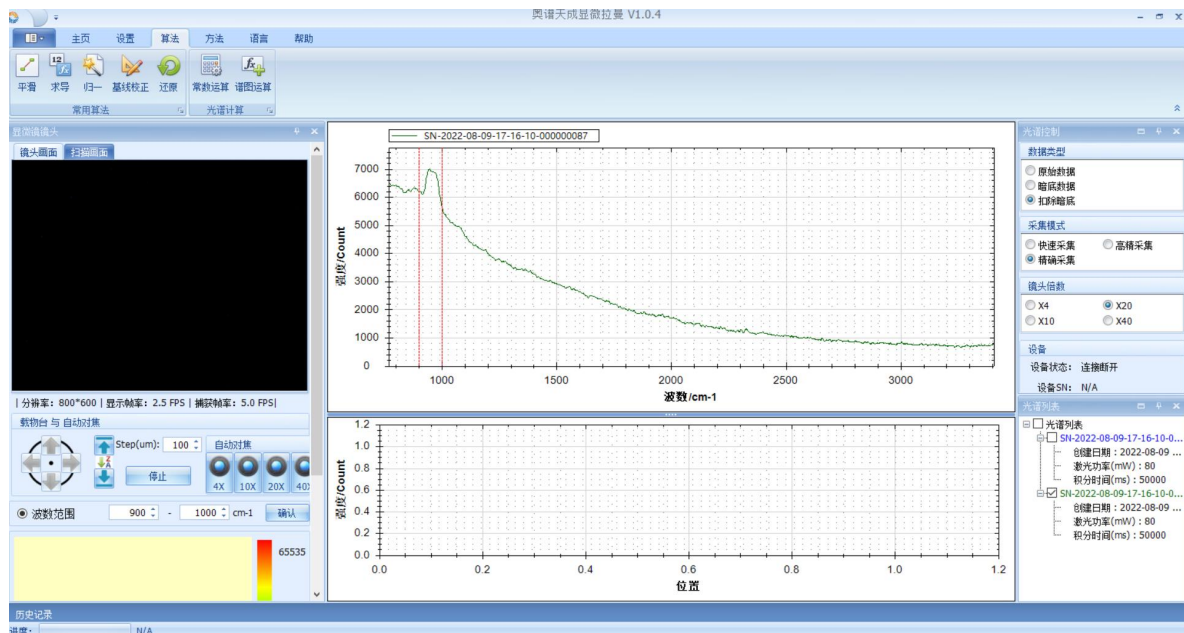 奥谱天成显微拉曼 V1.0.4
主页 设置 算法 方法 语言 帮助
平滑 求导 归一 基线校正 还原 常数运算 谱图运算
常用算法 光谱计算
显微镜镜头
镜头画面 扫描画面
| 分辨率: 800*600 | 显示帧率: 2.5 FPS | 捕获帧率: 5.0 FPS|
载物台 与 自动对焦
Step(um): 100
停止
自动对焦
4X 10X 20X 40X
波数范围 900 - 1000 cm-1 确认
65535
SN-2022-08-09-17-16-10-000000087
强度/Count
7000
6000
5000
4000
3000
2000
1000
0
1000 1500 2000 2500 3000
波数/cm-1
强度/Count
1.2
1.0
0.8
0.6
0.4
0.2
0.0
0.0 0.2 0.4 0.6 0.8 1.0 1.2
位置
光谱控制
数据类型
原始数据
暗底数据
扣除暗底
采集模式
快速采集 高精采集
精确采集
镜头倍数
X4 X20
X10 X40
设备
设备状态: 连接断开
设备SN: N/A
光谱列表
光谱列表
SN-2022-08-09-17-16-10-0...
创建日期:2022-08-09 ...
激光功率(mW):80
积分时间(ms):50000
SN-2022-08-09-17-16-10-0...
创建日期:2022-08-09 ...
激光功率(mW):80
积分时间(ms):50000
历史记录
进度: N/A